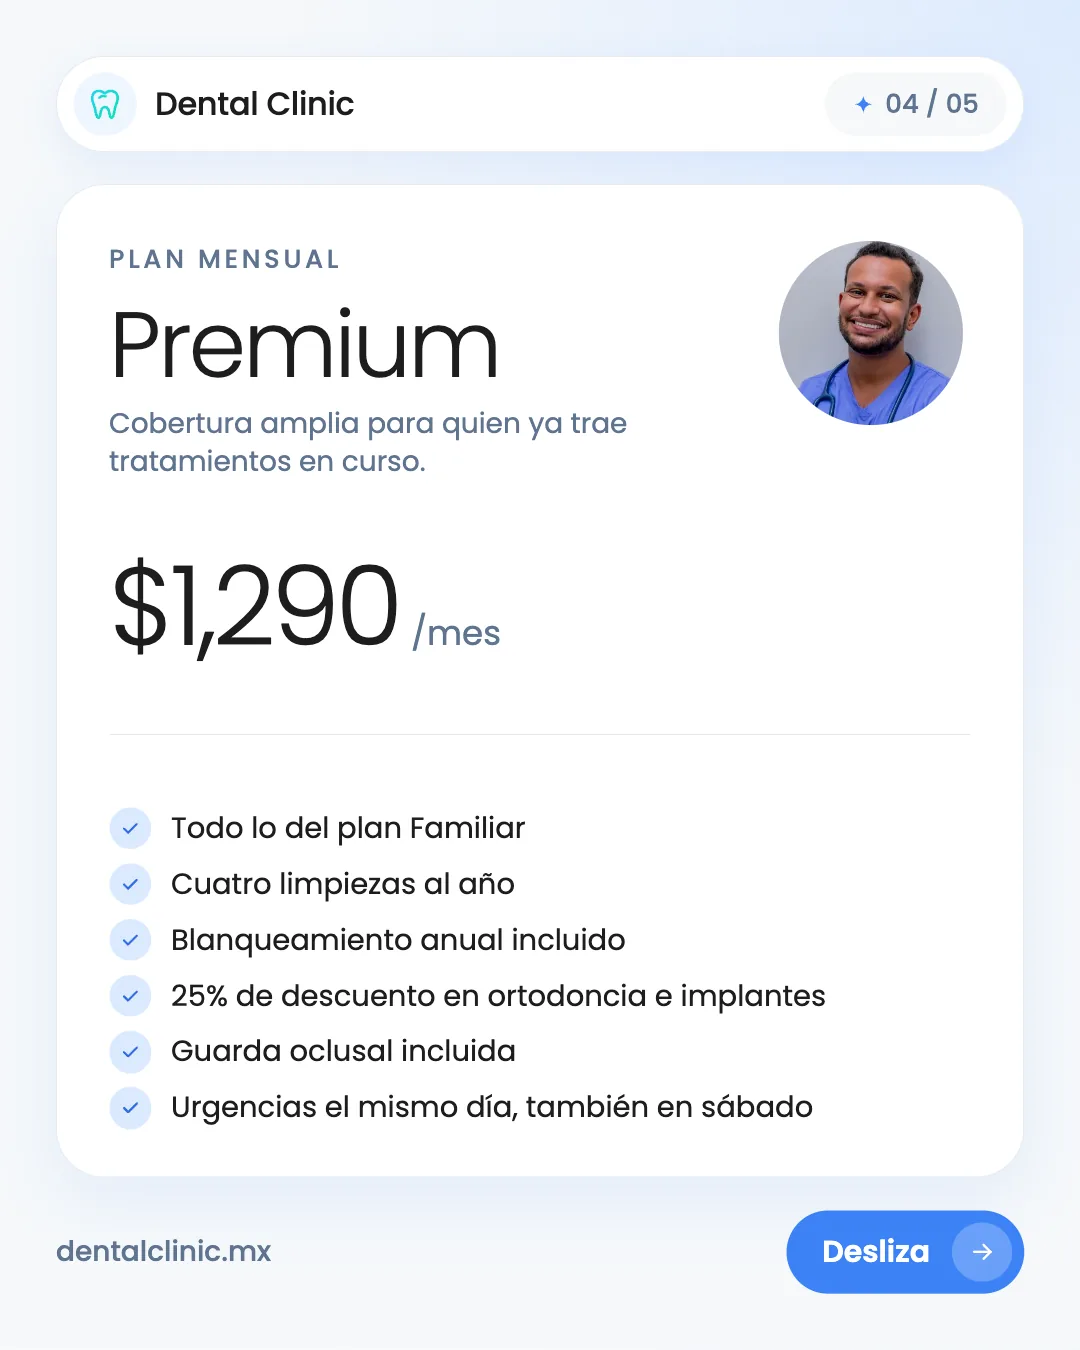 Dental Clinic
04 / 05
PLAN MENSUAL
Premium
Cobertura amplia para quien ya trae
tratamientos en curso.
$1,290 /mes
Todo lo del plan Familiar
Cuatro limpiezas al año
Blanqueamiento anual incluido
25% de descuento en ortodoncia e implantes
Guarda oclusal incluida
Urgencias el mismo día, también en sábado
dentalclinic.mx
Desliza